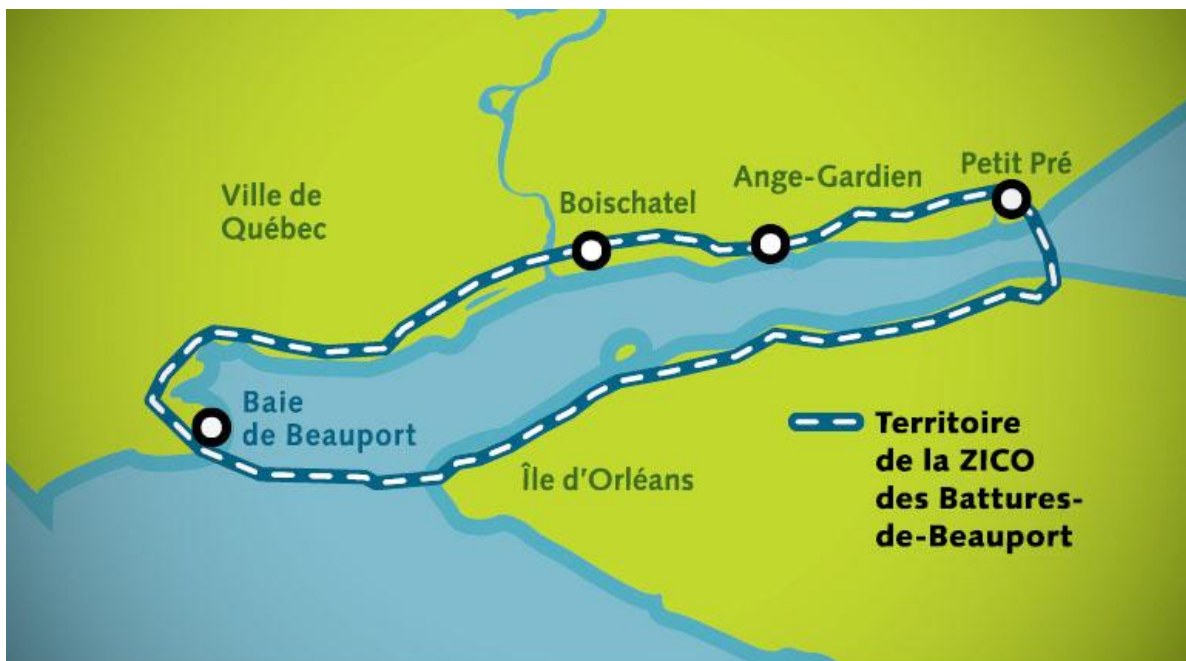 Petit Pré
Ange-Gardien
Ville de
Québec
Boischatel
Baie
de Beauport
Île d'Orléans
Territoire
de la ZICO
des Battures-
de-Beauport